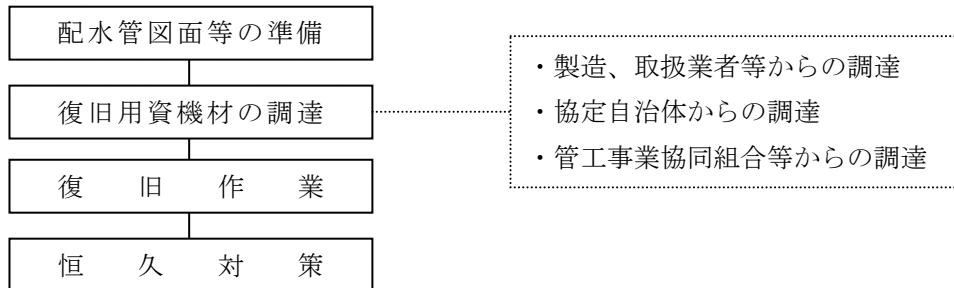 配水管図面等の準備
復旧用資機材の調達
・製造、取扱業者等からの調達
・協定自治体からの調達
・管工事業協同組合等からの調達
復旧作業
恒久対策